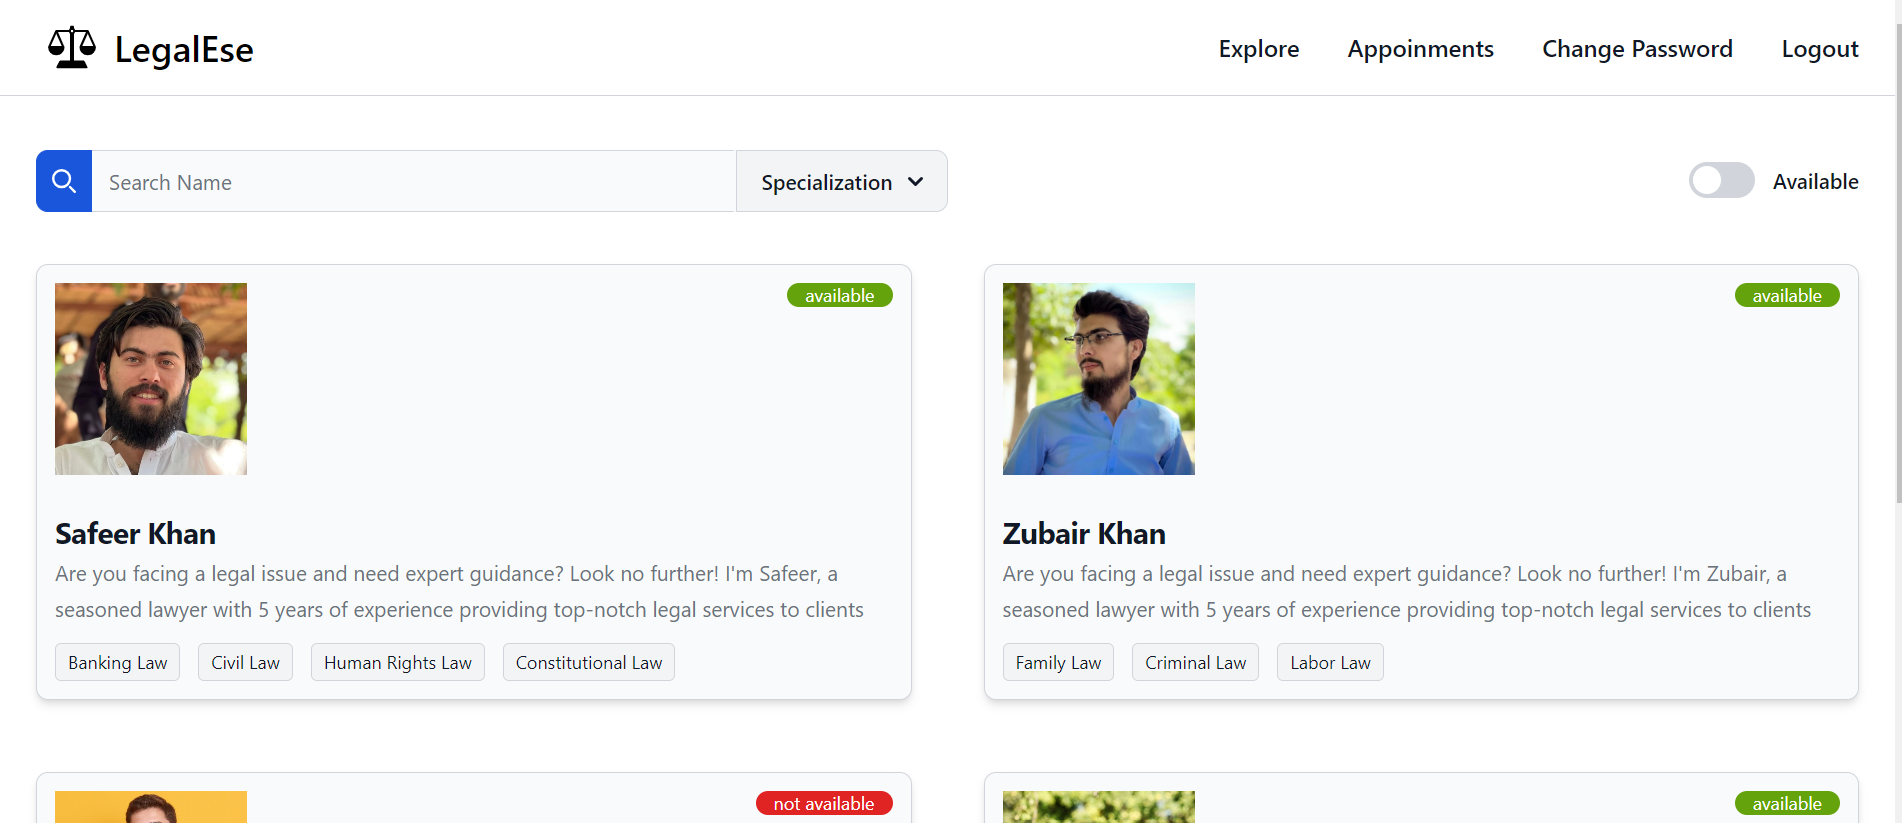 LegalEse
Explore
Appoinments
Change Password
Logout
Search Name
Specialization
Available
available
Safeer Khan
Are you facing a legal issue and need expert guidance? Look no further! I'm Safeer, a
seasoned lawyer with 5 years of experience providing top-notch legal services to clients
Banking Law
Civil Law
Human Rights Law
Constitutional Law
available
Zubair Khan
Are you facing a legal issue and need expert guidance? Look no further! I'm Zubair, a
seasoned lawyer with 5 years of experience providing top-notch legal services to clients
Family Law
Criminal Law
Labor Law
not available
available